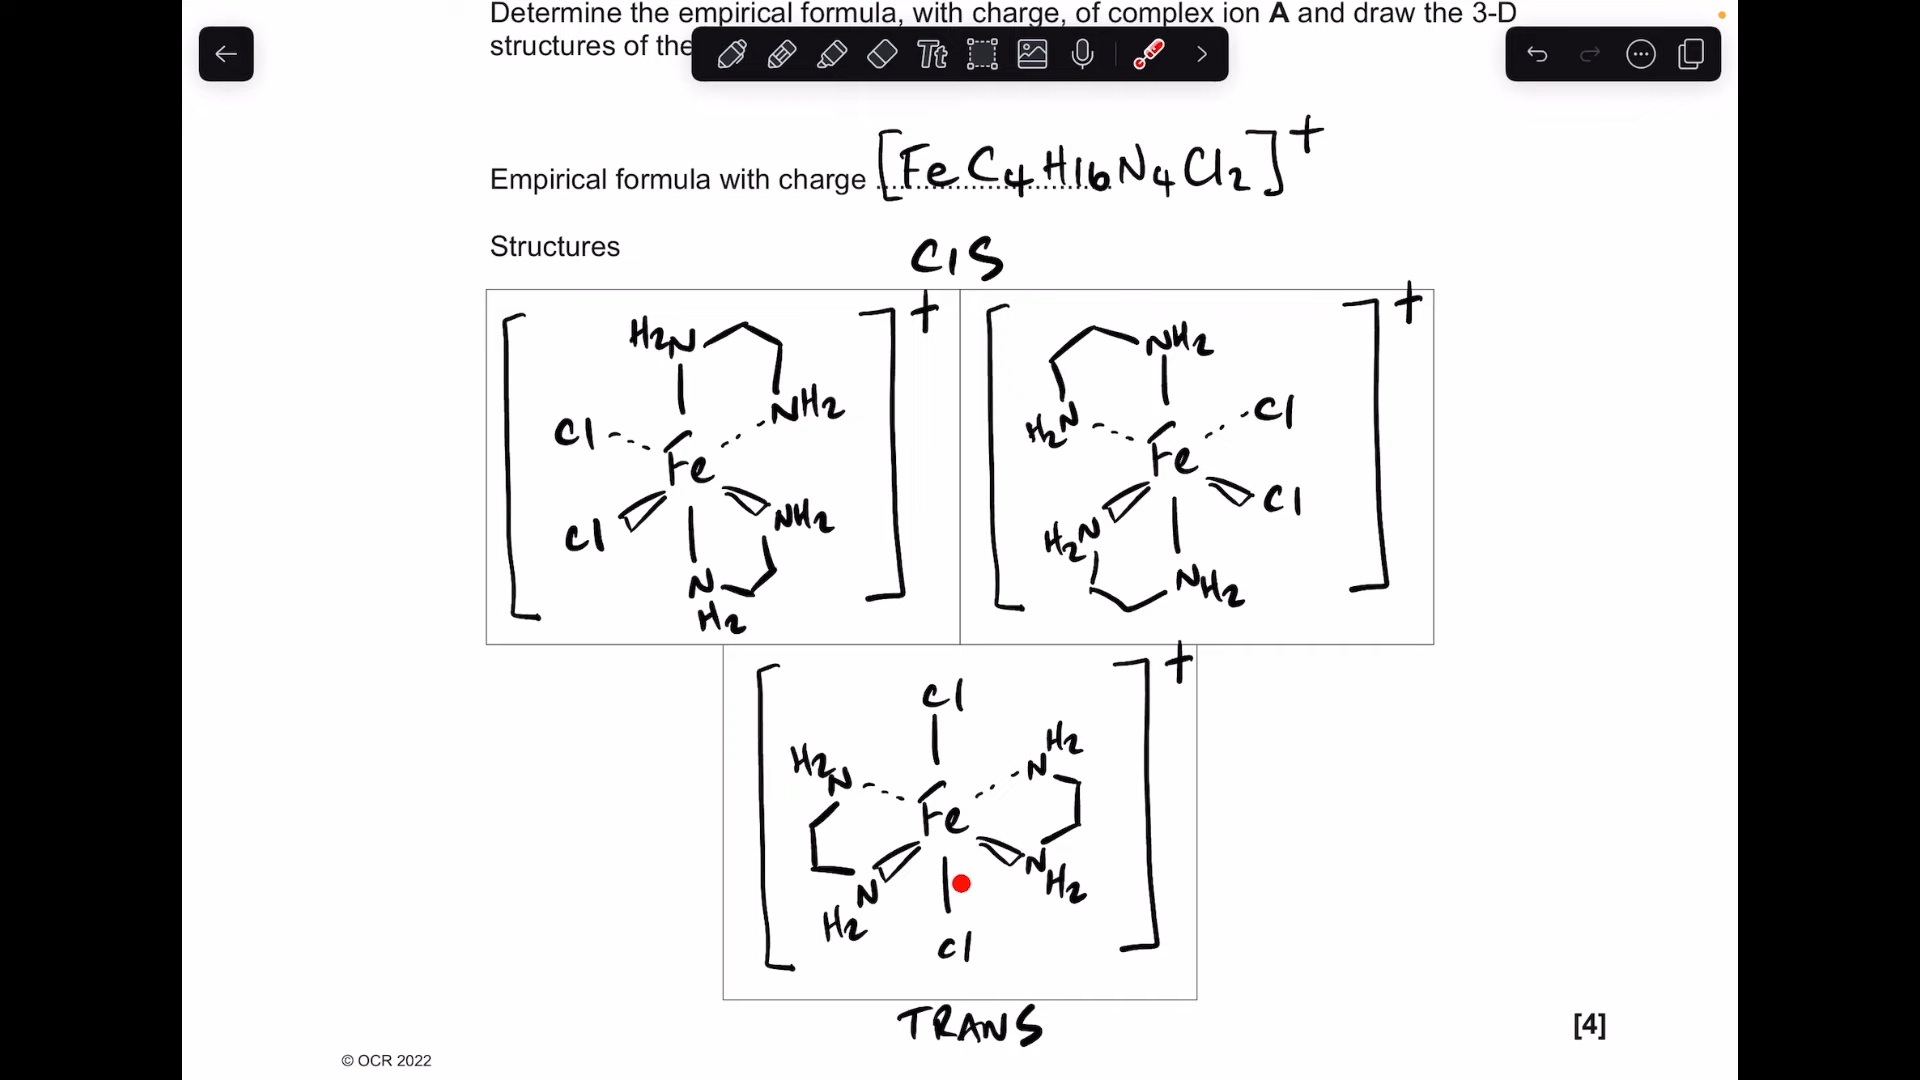 Determine the empirical formula, with charge, of complex ion A and draw the 3-D
structures of the
Tt
Empirical formula with charge [FeC4H16N4Cl2]+
Structures
CIS
[ ]+
H2N
NH2
Cl
Fe
Cl
NH2
N
H2
[ ]+
NH2
H2N
Cl
Fe
Cl
H2N
NH2
[ ]+
Cl
H2
H2N
N
Fe
N
N
H2
H2
Cl
TRANS
[4]
© OCR 2022